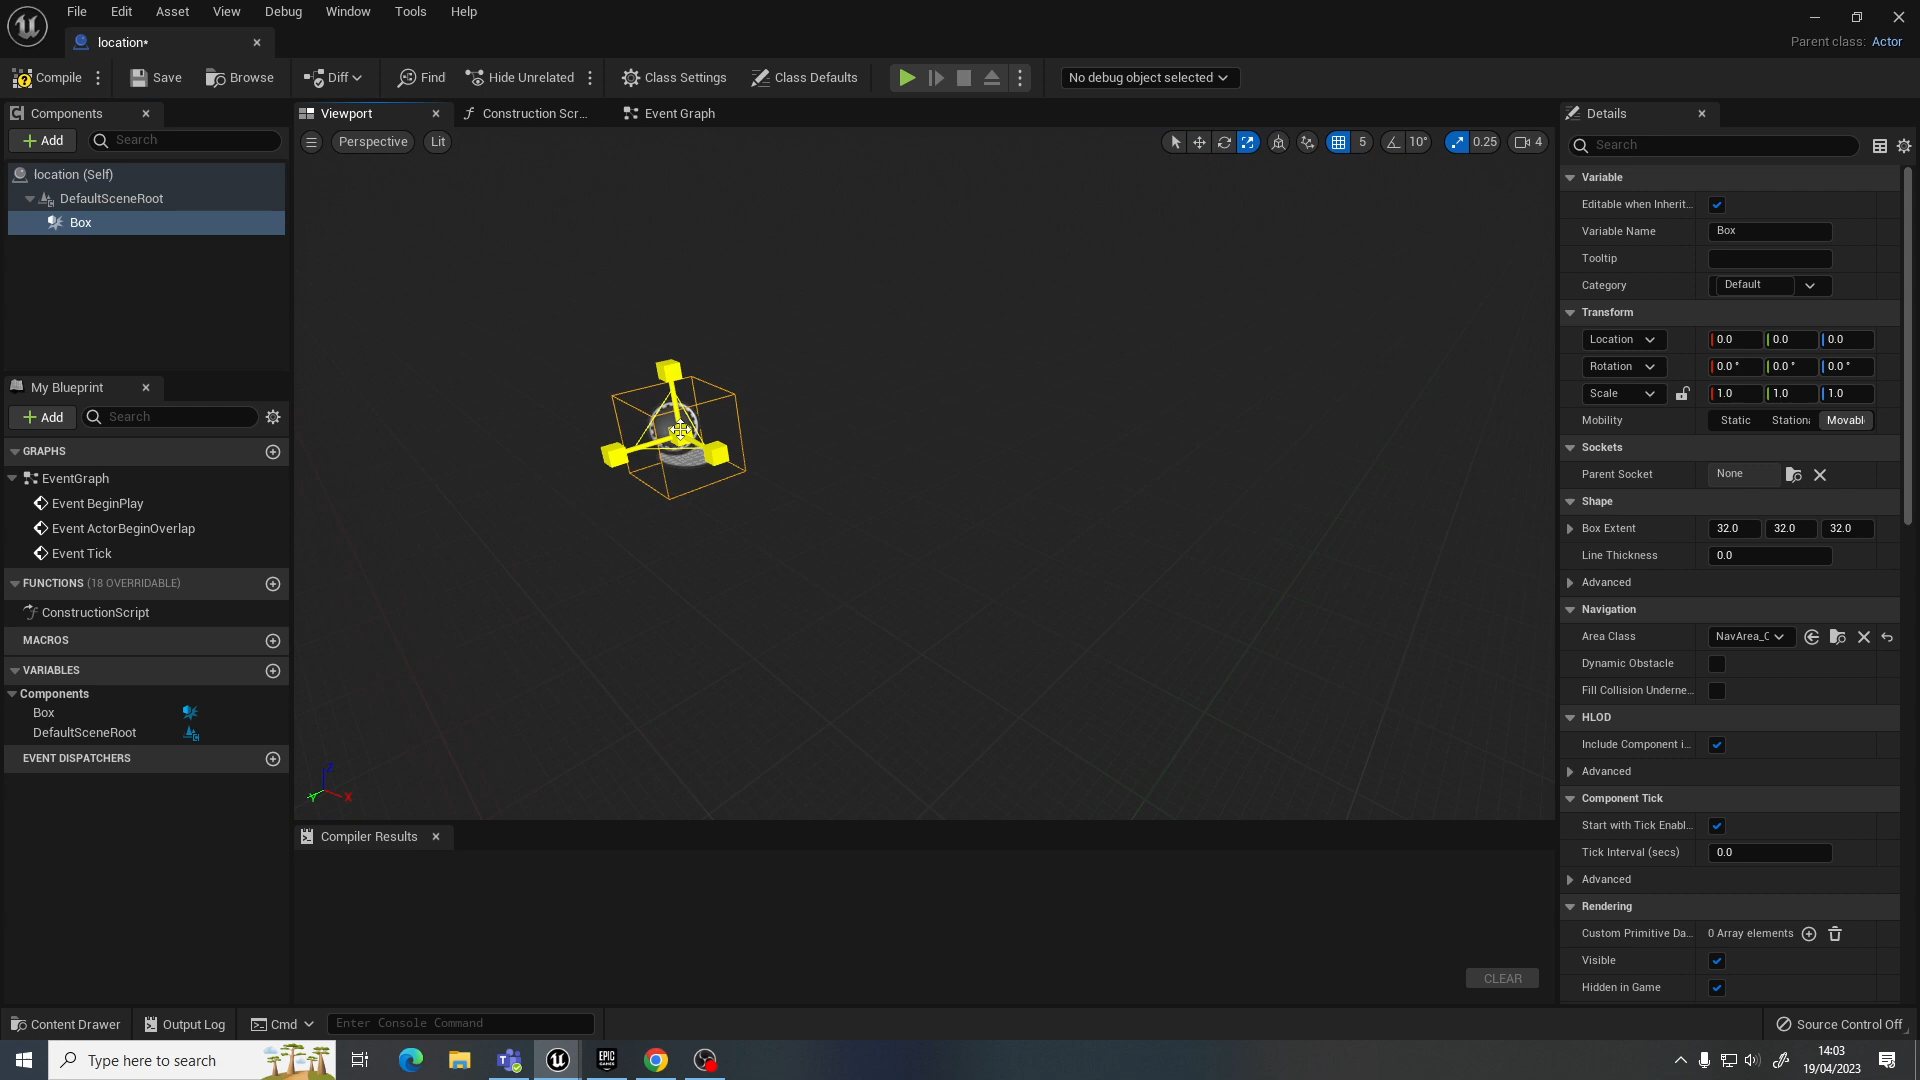 File Edit Asset View Debug Window Tools Help
location*
Parent class: Actor
Compile Save Browse Diff Find Hide Unrelated Class Settings Class Defaults No debug object selected
Components
Add Search
location (Self)
DefaultSceneRoot
Box
My Blueprint
Add Search
GRAPHS
EventGraph
Event BeginPlay
Event ActorBeginOverlap
Event Tick
FUNCTIONS (18 OVERRIDABLE)
ConstructionScript
MACROS
VARIABLES
Components
Box
DefaultSceneRoot
EVENT DISPATCHERS
Viewport Construction Scr... Event Graph
Perspective Lit 5 10° 0.25 4
Z
Y X
Compiler Results
CLEAR
Details
Search
Variable
Editable when Inherit...
Variable Name Box
Tooltip
Category Default
Transform
Location 0.0 0.0 0.0
Rotation 0.0 ° 0.0 ° 0.0 °
Scale 1.0 1.0 1.0
Mobility Static Station Movabl
Sockets
Parent Socket None
Shape
Box Extent 32.0 32.0 32.0
Line Thickness 0.0
Advanced
Navigation
Area Class NavArea_C
Dynamic Obstacle
Fill Collision Underne...
HLOD
Include Component i...
Advanced
Component Tick
Start with Tick Enabl...
Tick Interval (secs) 0.0
Advanced
Rendering
Custom Primitive Da... 0 Array elements
Visible
Hidden in Game
Content Drawer Output Log Cmd Enter Console Command Source Control Off
Type here to search
EPIC GAMES
14:03
19/04/2023